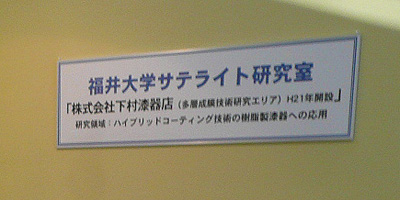 福井大学サテライト研究室
「株式会社下村漆器店（多層成膜技術研究エリア）H21年開設」
研究領域：ハイブリッドコーティング技術の樹脂製漆器への応用